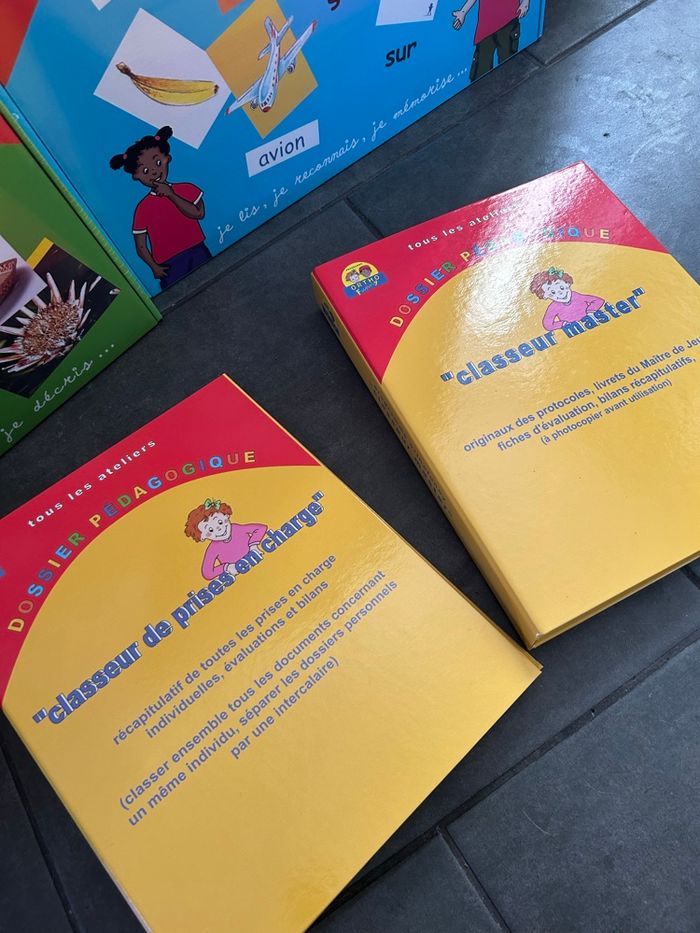 sur
avion
je lis, je reconnais, je mémorise...
je décris ...
tous les ateliers
DOSSIER PÉDAGOGIQUE
ORTHO
"classeur master"
originaux des protocoles, livrets du Maître de Jeu
fiches d'évaluation, bilans récapitulatifs,
(à photocopier avant utilisation)
tous les ateliers
DOSSIER PÉDAGOGIQUE
"classeur de prises en charge"
récapitulatif de toutes les prises en charge
individuelles, évaluations et bilans
(classer ensemble tous les documents concernant
un même individu, séparer les dossiers personnels
par une intercalaire)